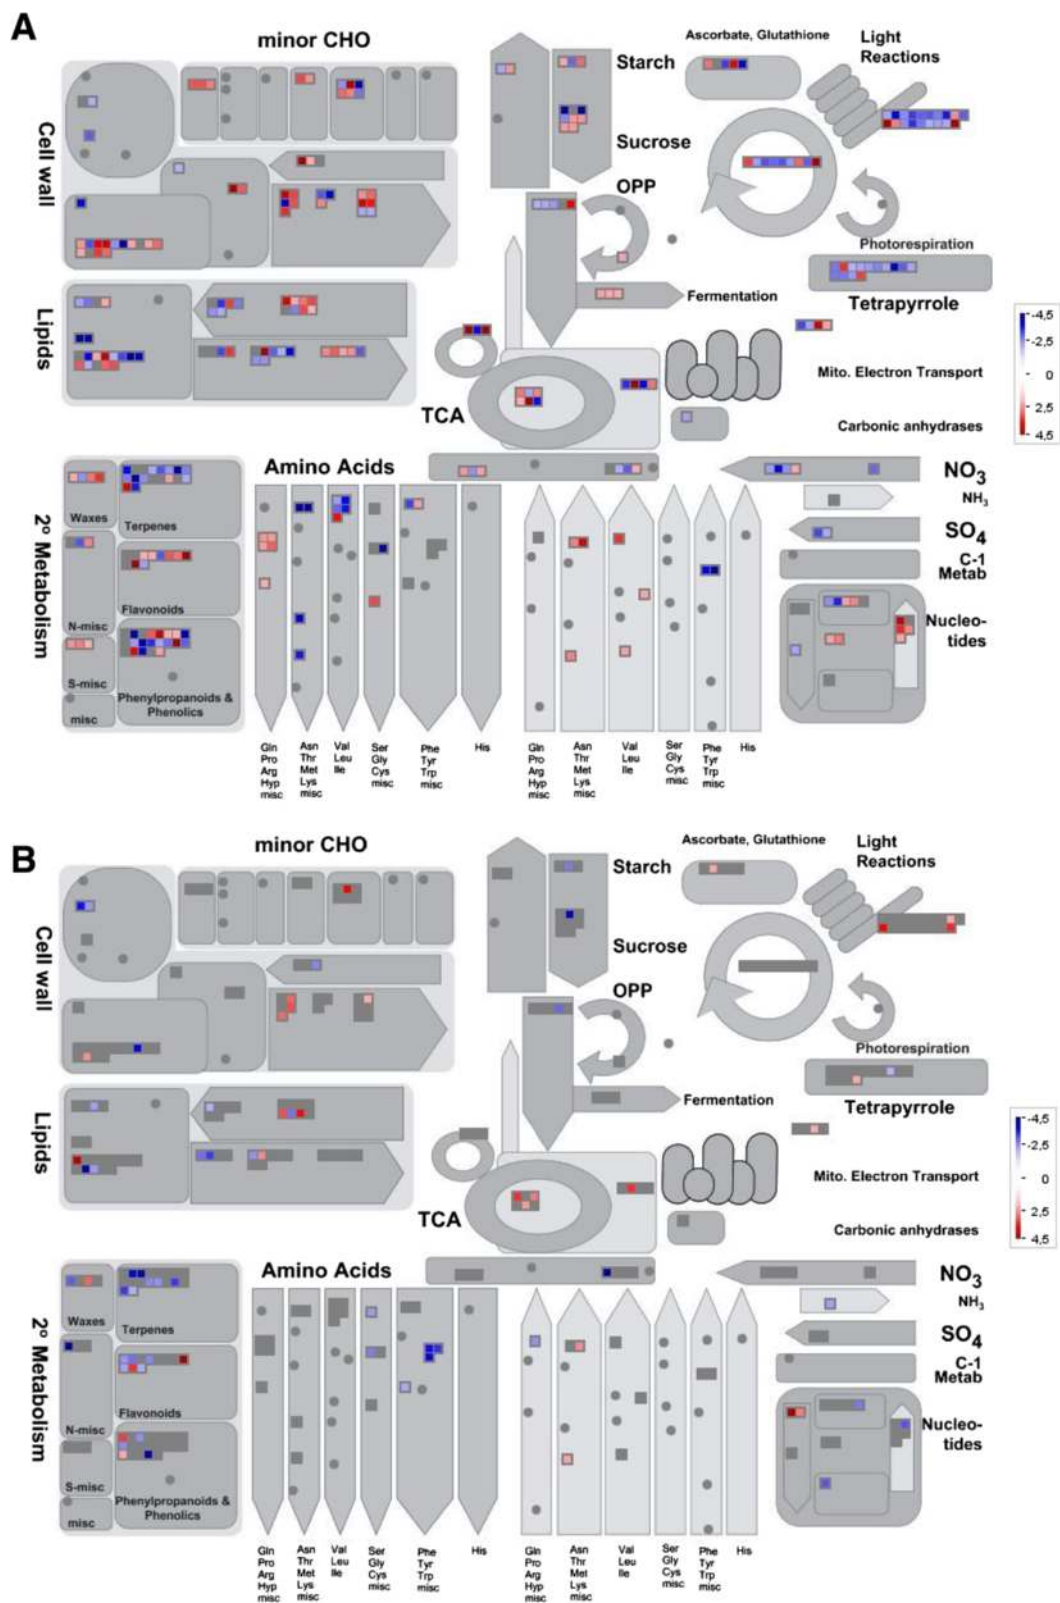 A
minor CHO
Ascorbate, Glutathione
Light
Reactions
Starch
Sucrose
Cell wall
OPP
Photorespiration
Fermentation
Tetrapyrrole
Lipids
-4,5
-2,5
0
2,5
4,5
Mito. Electron Transport
TCA
Carbonic anhydrases
Amino Acids
NO3
NH3
Waxes
Terpenes
SO4
C-1
Metab
2º Metabolism
N-misc
Flavonoids
Nucleo-
tides
S-misc
misc
Phenylpropanoids &
Phenolics
Gln
Pro
Arg
Hyp
misc
Asn
Thr
Met
Lys
misc
Val
Leu
Ile
Ser
Gly
Cys
misc
Phe
Tyr
Trp
misc
His
Gln
Pro
Arg
Hyp
misc
Asn
Thr
Met
Lys
misc
Val
Leu
Ile
Ser
Gly
Cys
misc
Phe
Tyr
Trp
misc
His
B
minor CHO
Ascorbate, Glutathione
Light
Reactions
Starch
Sucrose
Cell wall
OPP
Photorespiration
Fermentation
Tetrapyrrole
Lipids
-4,5
-2,5
0
2,5
4,5
Mito. Electron Transport
TCA
Carbonic anhydrases
Amino Acids
NO3
NH3
Waxes
Terpenes
SO4
C-1
Metab
2º Metabolism
N-misc
Flavonoids
Nucleo-
tides
S-misc
misc
Phenylpropanoids &
Phenolics
Gln
Pro
Arg
Hyp
misc
Asn
Thr
Met
Lys
misc
Val
Leu
Ile
Ser
Gly
Cys
misc
Phe
Tyr
Trp
misc
His
Gln
Pro
Arg
Hyp
misc
Asn
Thr
Met
Lys
misc
Val
Leu
Ile
Ser
Gly
Cys
misc
Phe
Tyr
Trp
misc
His